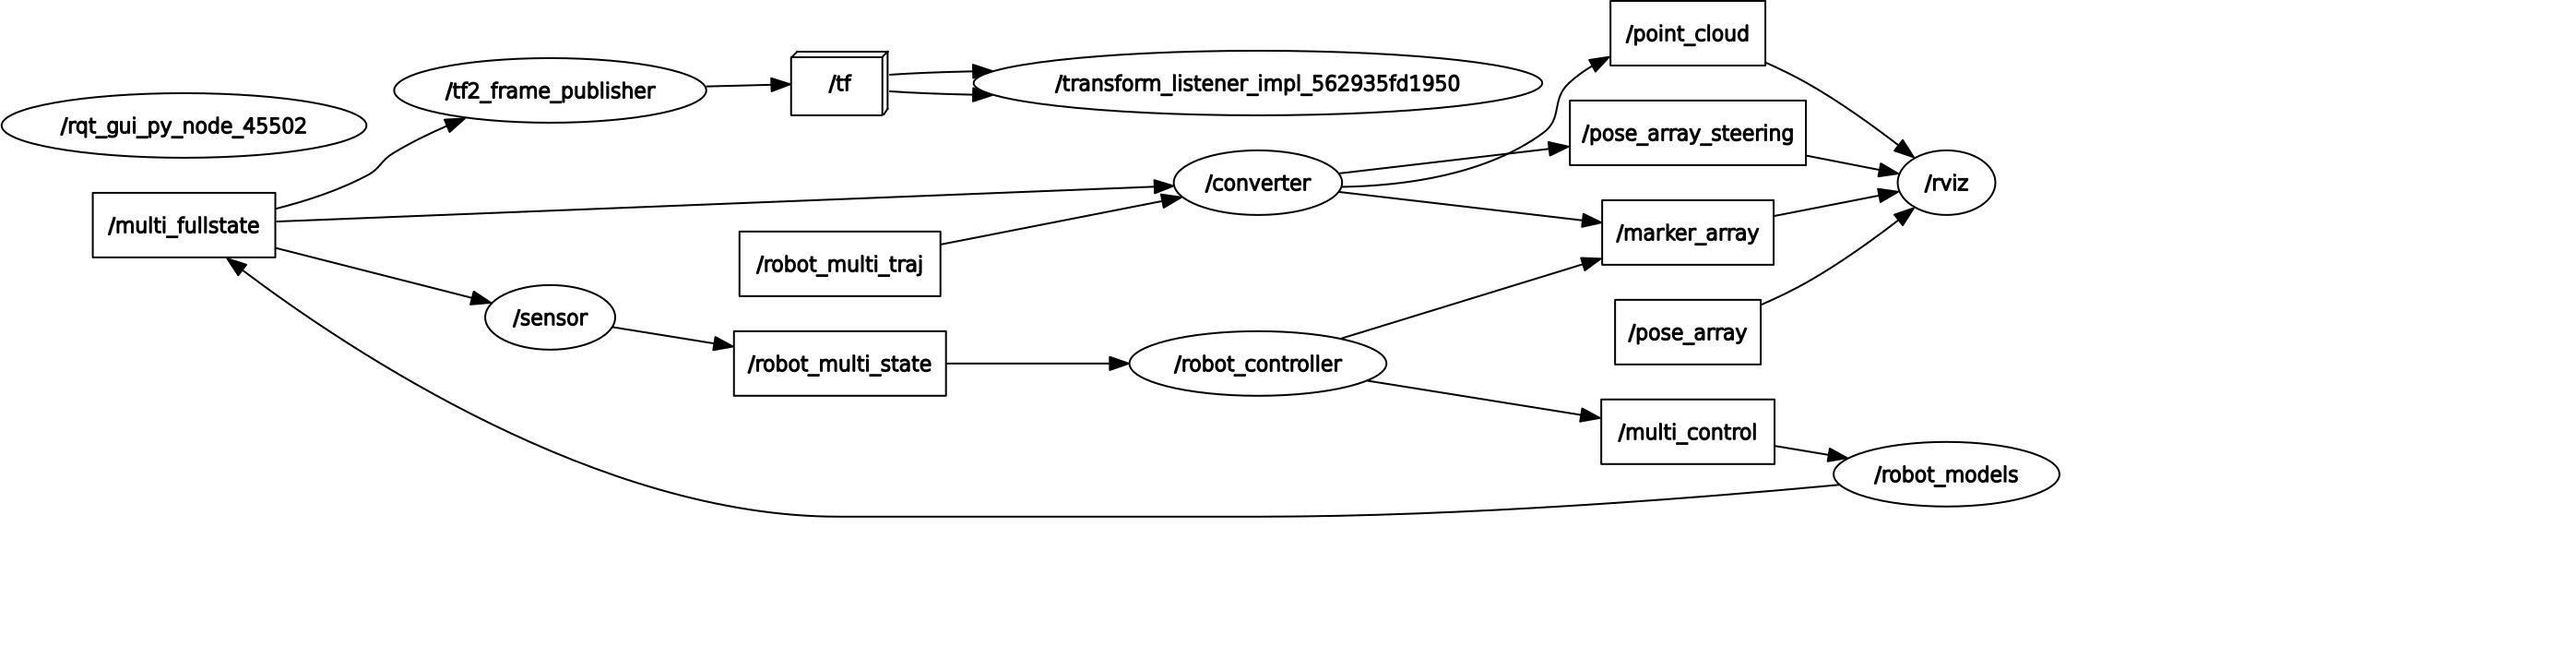 /point_cloud
/tf2_frame_publisher
/tf
/transform_listener_impl_562935fd1950
/rqt_gui_py_node_45502
/pose_array_steering
/converter
/rviz
/multi_fullstate
/robot_multi_traj
/marker_array
/sensor
/robot_multi_state
/robot_controller
/pose_array
/multi_control
/robot_models